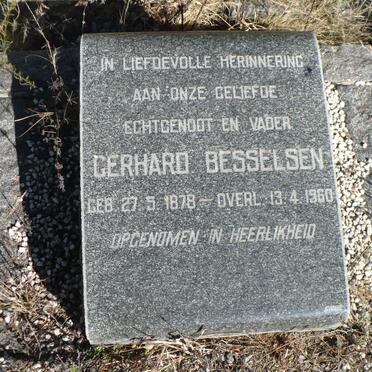 IN LIEFDEVOLLE HERINNERING
AAN ONZE GELIEFDE
ECHTGENOOT EN VADER
GERHARD BESSELSEN
GEB. 27. 5. 1878 — OVERL. 13. 4. 1960
OPGENOMEN IN HEERLIKHEID